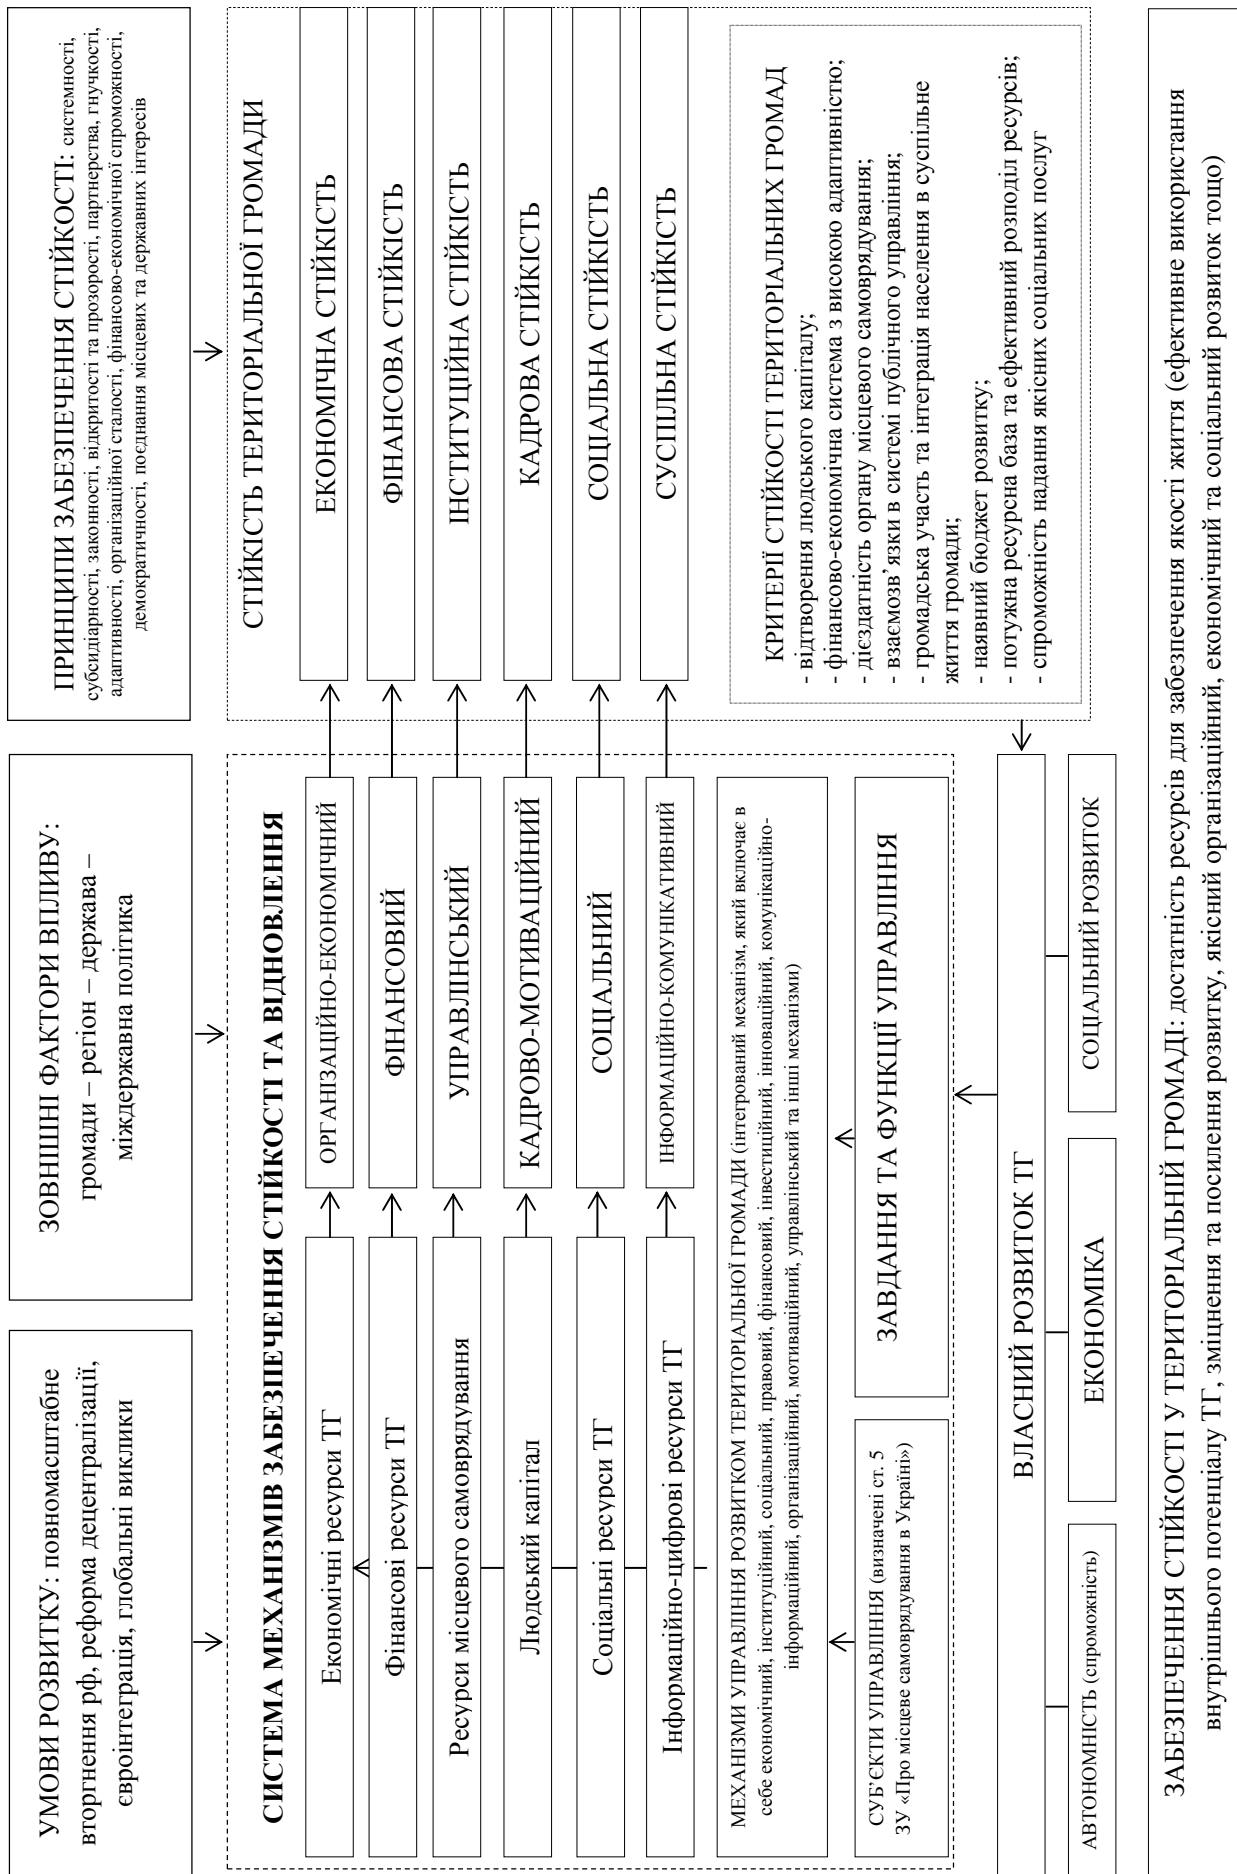 УМОВИ РОЗВИТКУ: повномасштабне
вторгнення рф, реформа децентралізації,
євроінтеграція, глобальні виклики
ЗОВНІШНІ ФАКТОРИ ВПЛИВУ:
громади – регіон – держава –
міждержавна політика
ПРИНЦИПИ ЗАБЕЗПЕЧЕННЯ СТІЙКОСТІ: системності,
субсидіарності, законності, відкритості та прозорості, партнерства, гнучкості,
адаптивності, організаційної сталості, фінансово-економічної спроможності,
демократичності, поєднання місцевих та державних інтересів
СИСТЕМА МЕХАНІЗМІВ ЗАБЕЗПЕЧЕННЯ СТІЙКОСТІ ТА ВІДНОВЛЕННЯ
Економічні ресурси ТГ
Фінансові ресурси ТГ
Ресурси місцевого самоврядування
Людський капітал
Соціальні ресурси ТГ
Інформаційно-цифрові ресурси ТГ
ОРГАНІЗАЦІЙНО-ЕКОНОМІЧНИЙ
ФІНАНСОВИЙ
УПРАВЛІНСЬКИЙ
КАДРОВО-МОТИВАЦІЙНИЙ
СОЦІАЛЬНИЙ
ІНФОРМАЦІЙНО-КОМУНІКАТИВНИЙ
МЕХАНІЗМИ УПРАВЛІННЯ РОЗВИТКОМ ТЕРИТОРІАЛЬНОЇ ГРОМАДИ (інтегрований механізм, який включає в
себе економічний, інституційний, соціальний, правовий, фінансовий, інвестиційний, інноваційний, комунікаційно-
інформаційний, організаційний, мотиваційний, управлінський та інші механізми)
СУБ’ЄКТИ УПРАВЛІННЯ (визначені ст. 5
ЗУ «Про місцеве самоврядування в Україні»)
ЗАВДАННЯ ТА ФУНКЦІЇ УПРАВЛІННЯ
СТІЙКІСТЬ ТЕРИТОРІАЛЬНОЇ ГРОМАДИ
ЕКОНОМІЧНА СТІЙКІСТЬ
ФІНАНСОВА СТІЙКІСТЬ
ІНСТИТУЦІЙНА СТІЙКІСТЬ
КАДРОВА СТІЙКІСТЬ
СОЦІАЛЬНА СТІЙКІСТЬ
СУСПІЛЬНА СТІЙКІСТЬ
КРИТЕРІЇ СТІЙКОСТІ ТЕРИТОРІАЛЬНИХ ГРОМАД
- відтворення людського капіталу;
- фінансово-економічна система з високою адаптивністю;
- дієздатність органу місцевого самоврядування;
- взаємозв’язки в системі публічного управління;
- громадська участь та інтеграція населення в суспільне
життя громади;
- наявний бюджет розвитку;
- потужна ресурсна база та ефективний розподіл ресурсів;
- спроможність надання якісних соціальних послуг
ВЛАСНИЙ РОЗВИТОК ТГ
АВТОНОМНІСТЬ (спроможність)
ЕКОНОМІКА
СОЦІАЛЬНИЙ РОЗВИТОК
ЗАБЕЗПЕЧЕННЯ СТІЙКОСТІ У ТЕРИТОРІАЛЬНІЙ ГРОМАДІ: достатність ресурсів для забезпечення якості життя (ефективне використання
внутрішнього потенціалу ТГ, зміцнення та посилення розвитку, якісний організаційний, економічний та соціальний розвиток тощо)